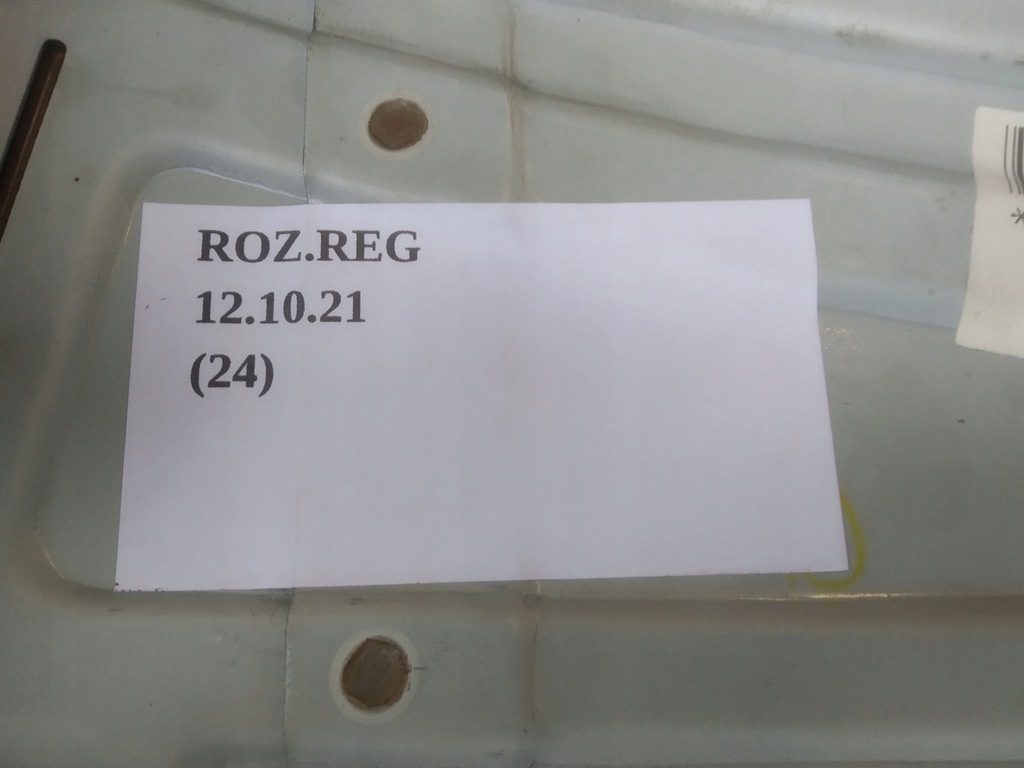 ROZ.REG
12.10.21
(24)
*